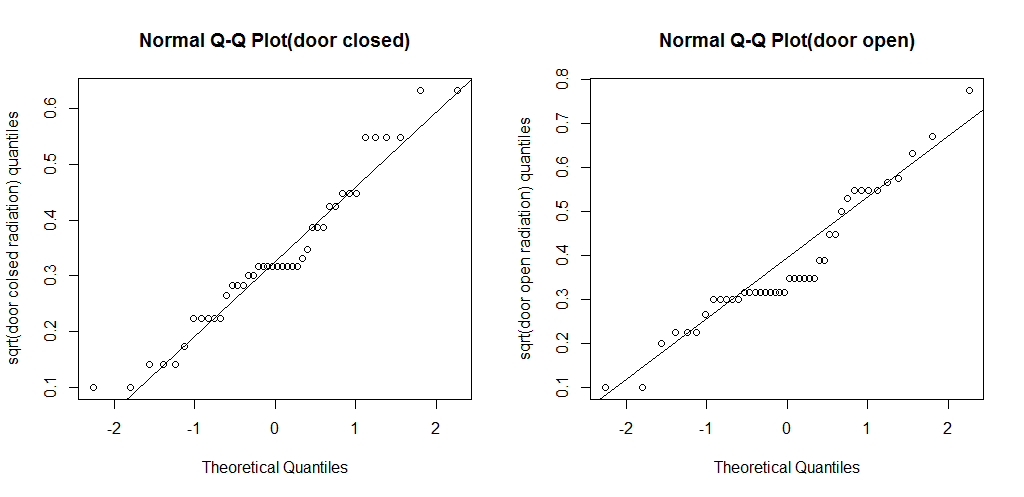 Normal Q-Q Plot(door closed)
sqrt(door colsed radiation) quantiles
0.6
0.5
0.4
0.3
0.2
0.1
-2 -1 0 1 2
Theoretical Quantiles
Normal Q-Q Plot(door open)
sqrt(door open radiation) quantiles
0.8
0.7
0.6
0.5
0.4
0.3
0.2
0.1
-2 -1 0 1 2
Theoretical Quantiles